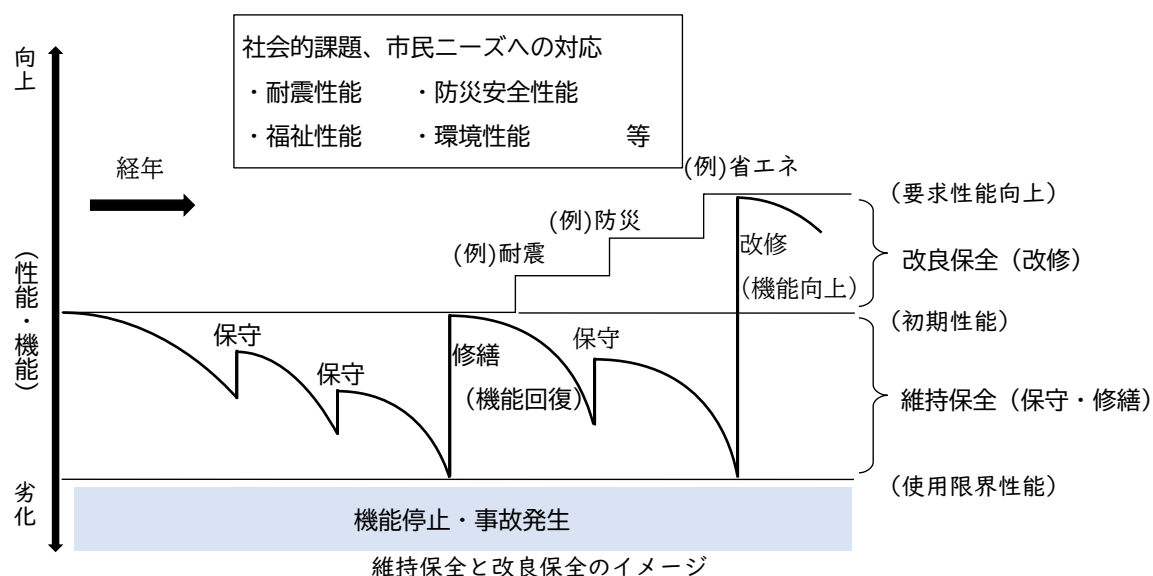 社会的課題、市民ニーズへの対応
・耐震性能　・防災安全性能
・福祉性能　・環境性能　等
向上
経年
(例)省エネ
(要求性能向上)
(例)防災
(例)耐震
改修
(機能向上)
改良保全（改修）
(性能・機能)
(初期性能)
保守
保守
修繕
(機能回復)
保守
維持保全（保守・修繕）
(使用限界性能)
劣化
機能停止・事故発生
維持保全と改良保全のイメージ